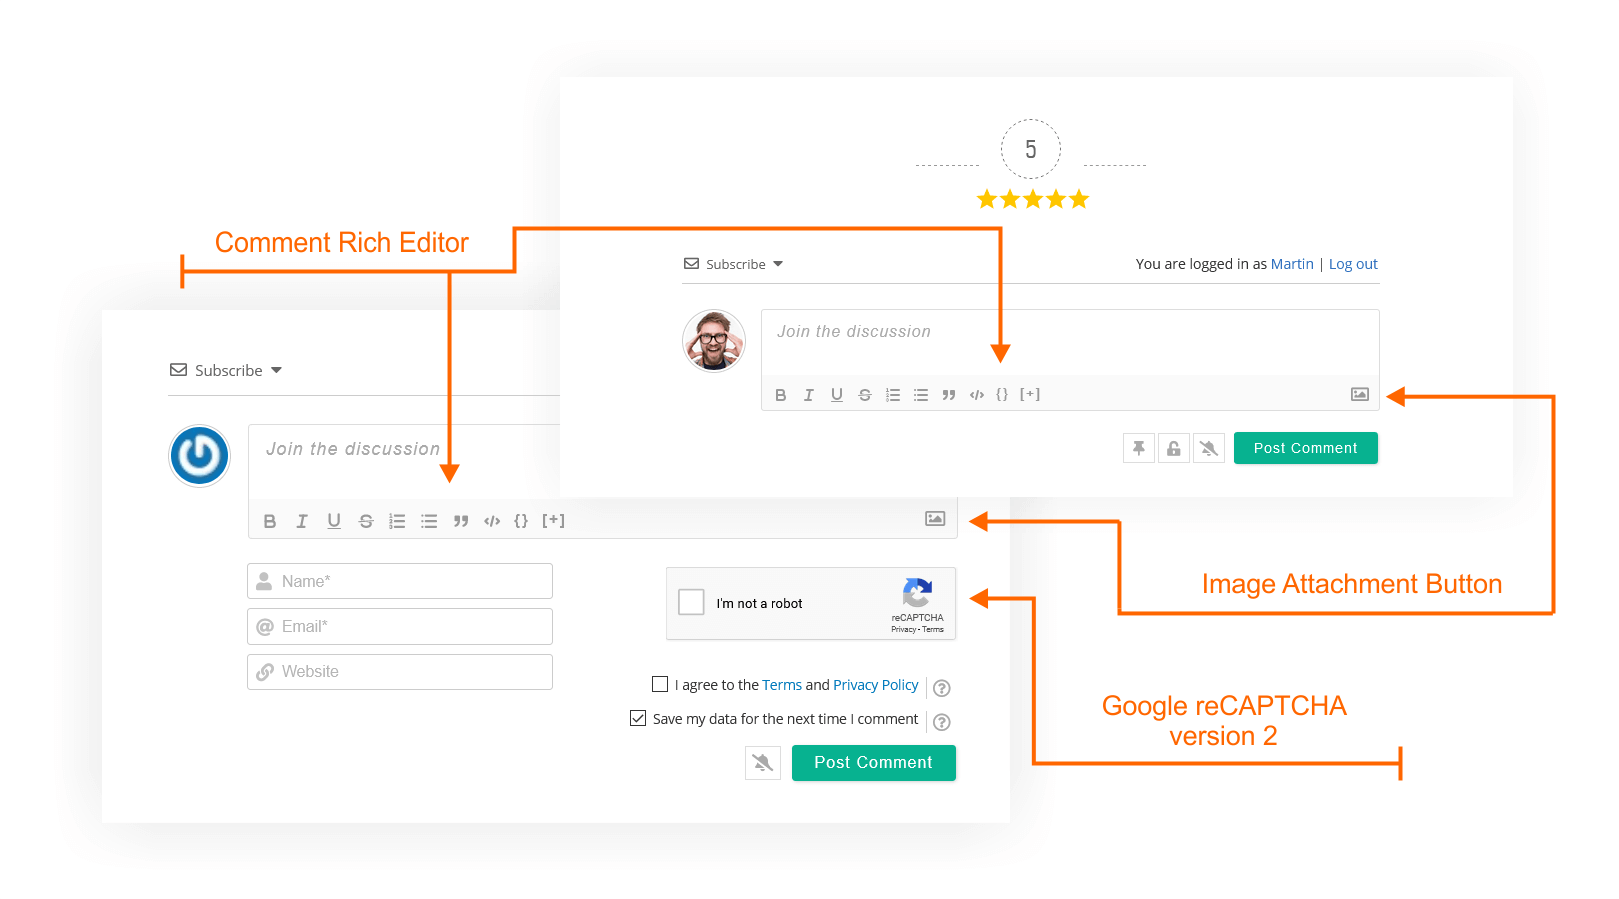 5
Comment Rich Editor
Subscribe
You are logged in as Martin | Log out
Join the discussion
B I U S </> {} [+]
Post Comment
Subscribe
Join the discussion
B I U S </> {} [+]
Image Attachment Button
Name*
Email*
Website
I'm not a robot
reCAPTCHA
Privacy - Terms
I agree to the Terms and Privacy Policy
Save my data for the next time I comment
Post Comment
Google reCAPTCHA
version 2